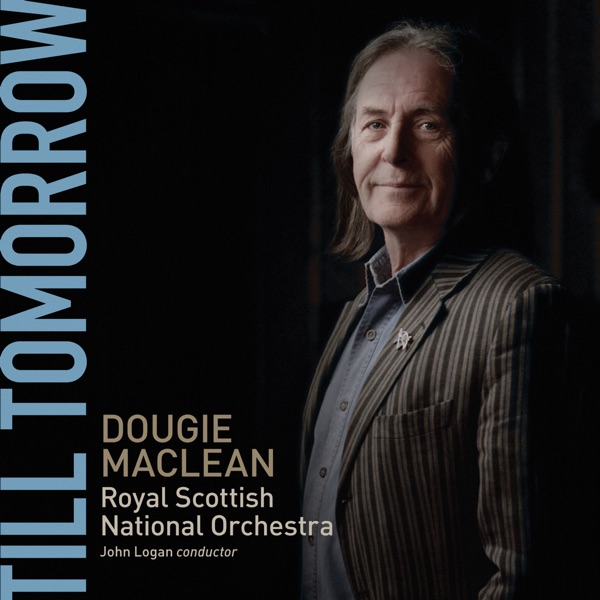 TILL TOMORROW
DOUGIE
MACLEAN
Royal Scottish
National Orchestra
John Logan conductor